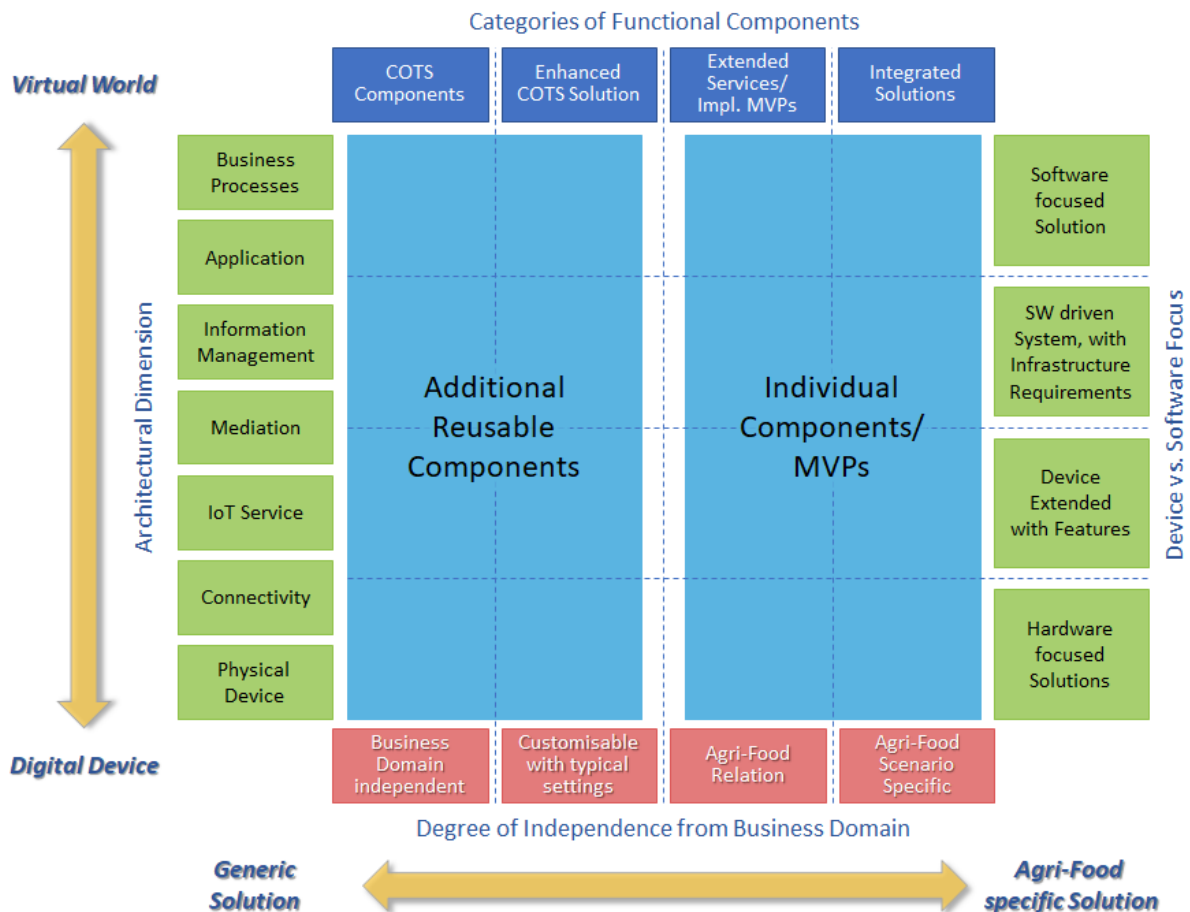 Categories of Functional Components
Virtual World
COTS
Components
Enhanced
COTS Solution
Extended
Services/
Impl. MVPs
Integrated
Solutions
Architectural Dimension
Business
Processes
Application
Information
Management
Mediation
IoT Service
Connectivity
Physical
Device
Additional
Reusable
Components
Individual
Components/
MVPs
Software
focused
Solution
SW driven
System, with
Infrastructure
Requirements
Device
Extended
with Features
Hardware
focused
Solutions
Device vs. Software Focus
Digital Device
Business
Domain
independent
Customisable
with typical
settings
Agri-Food
Relation
Agri-Food
Scenario
Specific
Degree of Independence from Business Domain
Generic
Solution
Agri-Food
specific Solution